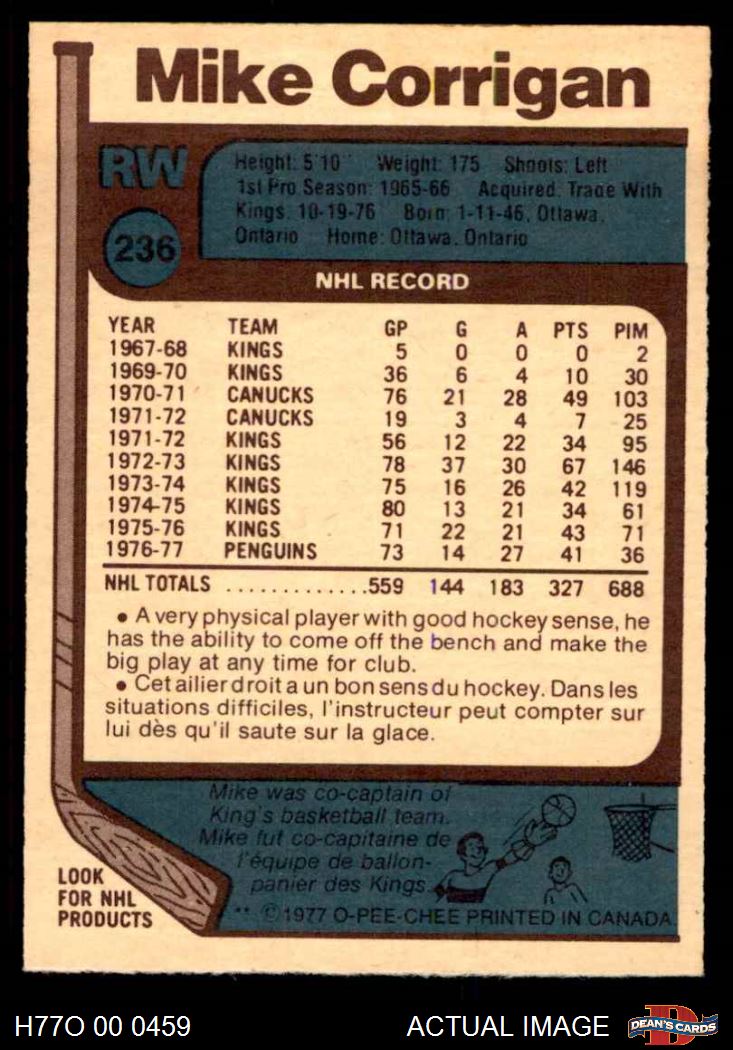 Mike Corrigan
RW
236
Height: 5'10" Weight: 175 Shoots: Left
1st Pro Season: 1965-66 Acquired: Trade With
Kings, 10-19-76 Born: 1-11-46, Ottawa,
Ontario Home: Ottawa, Ontario
NHL RECORD
YEAR TEAM GP G A PTS PIM
1967-68 KINGS 5 0 0 0 2
1969-70 KINGS 36 6 4 10 30
1970-71 CANUCKS 76 21 28 49 103
1971-72 CANUCKS 19 3 4 7 25
1971-72 KINGS 56 12 22 34 95
1972-73 KINGS 78 37 30 67 146
1973-74 KINGS 75 16 26 42 119
1974-75 KINGS 80 13 21 34 61
1975-76 KINGS 71 22 21 43 71
1976-77 PENGUINS 73 14 27 41 36
NHL TOTALS .............559 144 183 327 688
• A very physical player with good hockey sense, he
has the ability to come off the bench and make the
big play at any time for club.
• Cet ailier droit a un bon sens du hockey. Dans les
situations difficiles, l'instructeur peut compter sur
lui dès qu'il saute sur la glace.
Mike was co-captain of
King's basketball team.
Mike fut co-capitaine de
l'équipe de ballon-
panier des Kings.
LOOK
FOR NHL
PRODUCTS
** © 1977 O-PEE-CHEE PRINTED IN CANADA
H77O 00 0459
ACTUAL IMAGE
D
DEAN'S CARDS